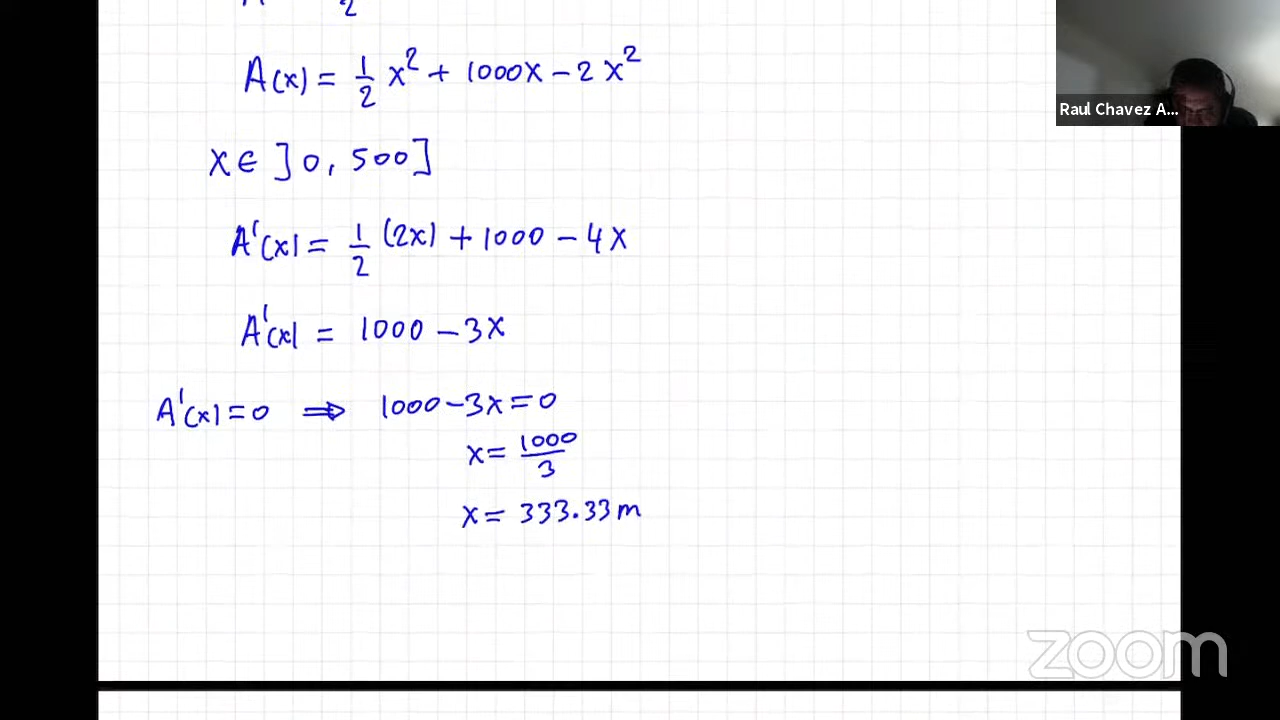 2
A(x) = 1/2 x² + 1000x - 2x²
Raul Chavez A...
x ∈ ]0, 500]
A'(x) = 1/2 (2x) + 1000 - 4x
A'(x) = 1000 - 3x
A'(x) = 0 ⇒ 1000 - 3x = 0
x = 1000/3
x = 333.33 m
zoom